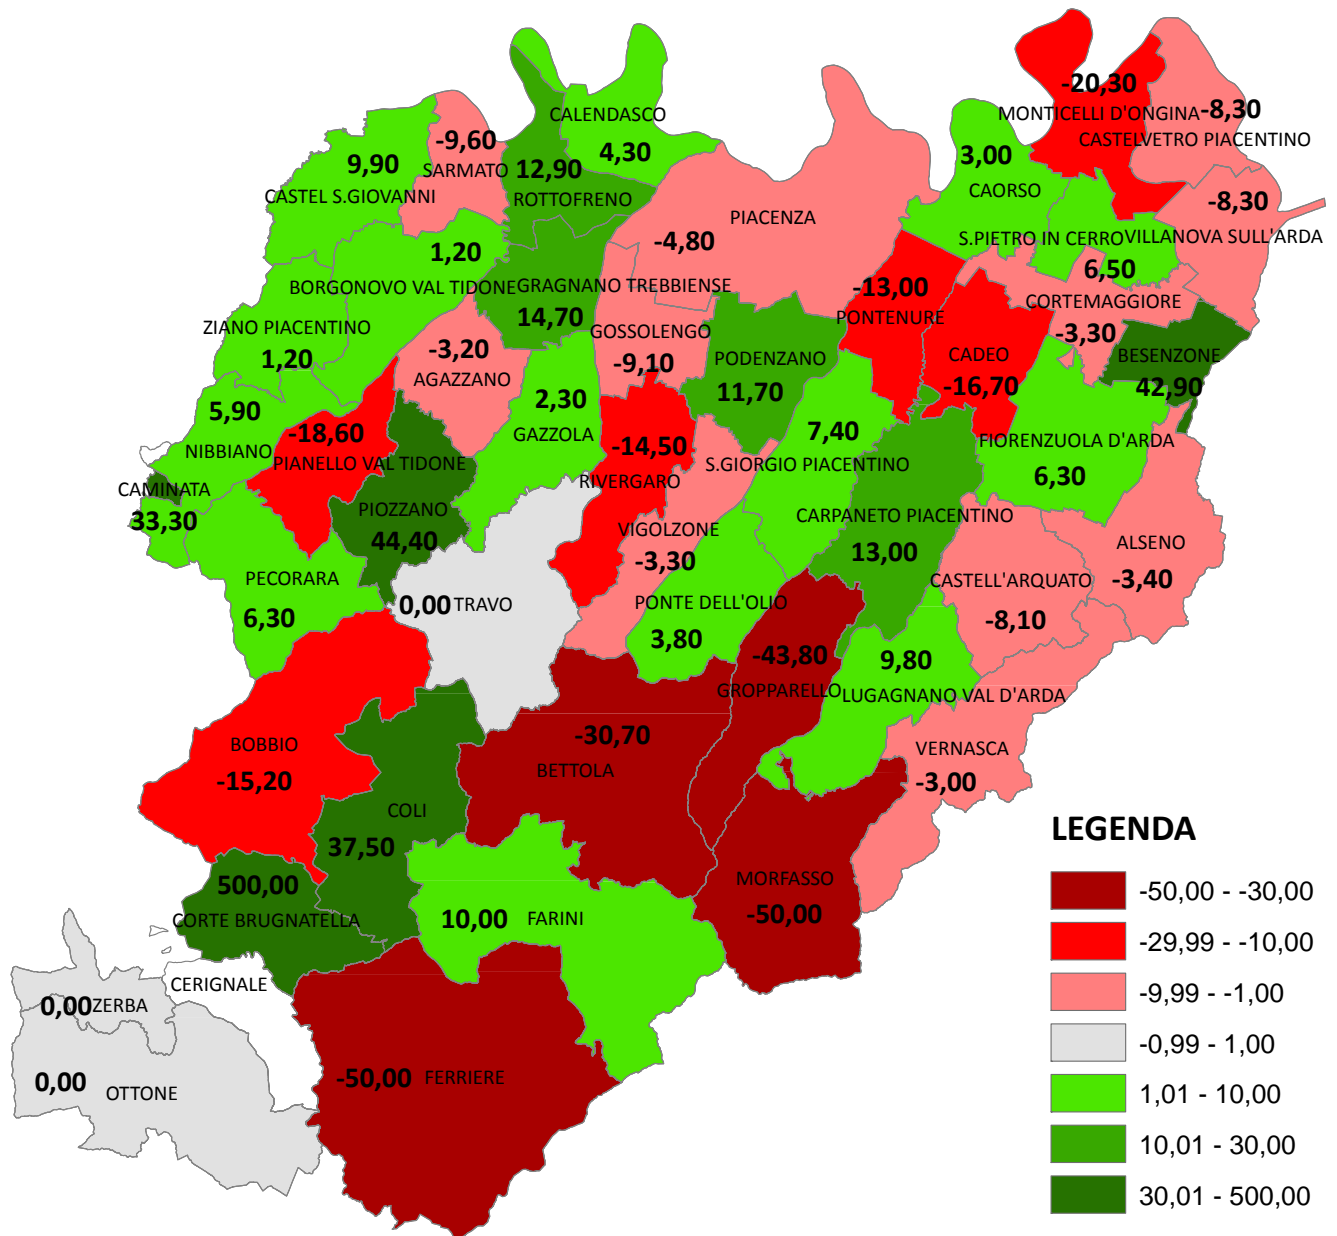 -20,30
MONTICELLI D'ONGINA
-8,30
CASTELVETRO PIACENTINO
CALENDASCO
4,30
-9,60
SARMATO
9,90
CASTEL S.GIOVANNI
12,90
ROTTOFRENO
3,00
CAORSO
-8,30
VILLANOVA SULL'ARDA
PIACENZA
-4,80
S.PIETRO IN CERRO
6,50
1,20
BORGONOVO VAL TIDONE
GRAGNANO TREBBIENSE
14,70
-13,00
PONTENURE
CORTEMAGGIORE
-3,30
ZIANO PIACENTINO
1,20
GOSSOLENGO
-9,10
-3,20
AGAZZANO
PODENZANO
11,70
CADEO
-16,70
BESENZONE
42,90
5,90
NIBBIANO
2,30
GAZZOLA
-18,60
PIANELLO VAL TIDONE
-14,50
RIVERGARO
7,40
S.GIORGIO PIACENTINO
FIORENZUOLA D'ARDA
6,30
CAMINATA
33,30
PIOZZANO
44,40
VIGOLZONE
-3,30
CARPANETO PIACENTINO
13,00
ALSENO
-3,40
PECORARA
6,30
0,00 TRAVO
PONTE DELL'OLIO
3,80
CASTELL'ARQUATO
-8,10
-43,80
GROPPARELLO
9,80
LUGAGNANO VAL D'ARDA
BOBBIO
-15,20
-30,70
BETTOLA
VERNASCA
-3,00
COLI
37,50
LEGENDA
-50,00 - -30,00
-29,99 - -10,00
-9,99 - -1,00
-0,99 - 1,00
1,01 - 10,00
10,01 - 30,00
30,01 - 500,00
500,00
CORTE BRUGNATELLA
10,00 FARINI
MORFASSO
-50,00
CERIGNALE
0,00 ZERBA
0,00
OTTONE
-50,00 FERRIERE